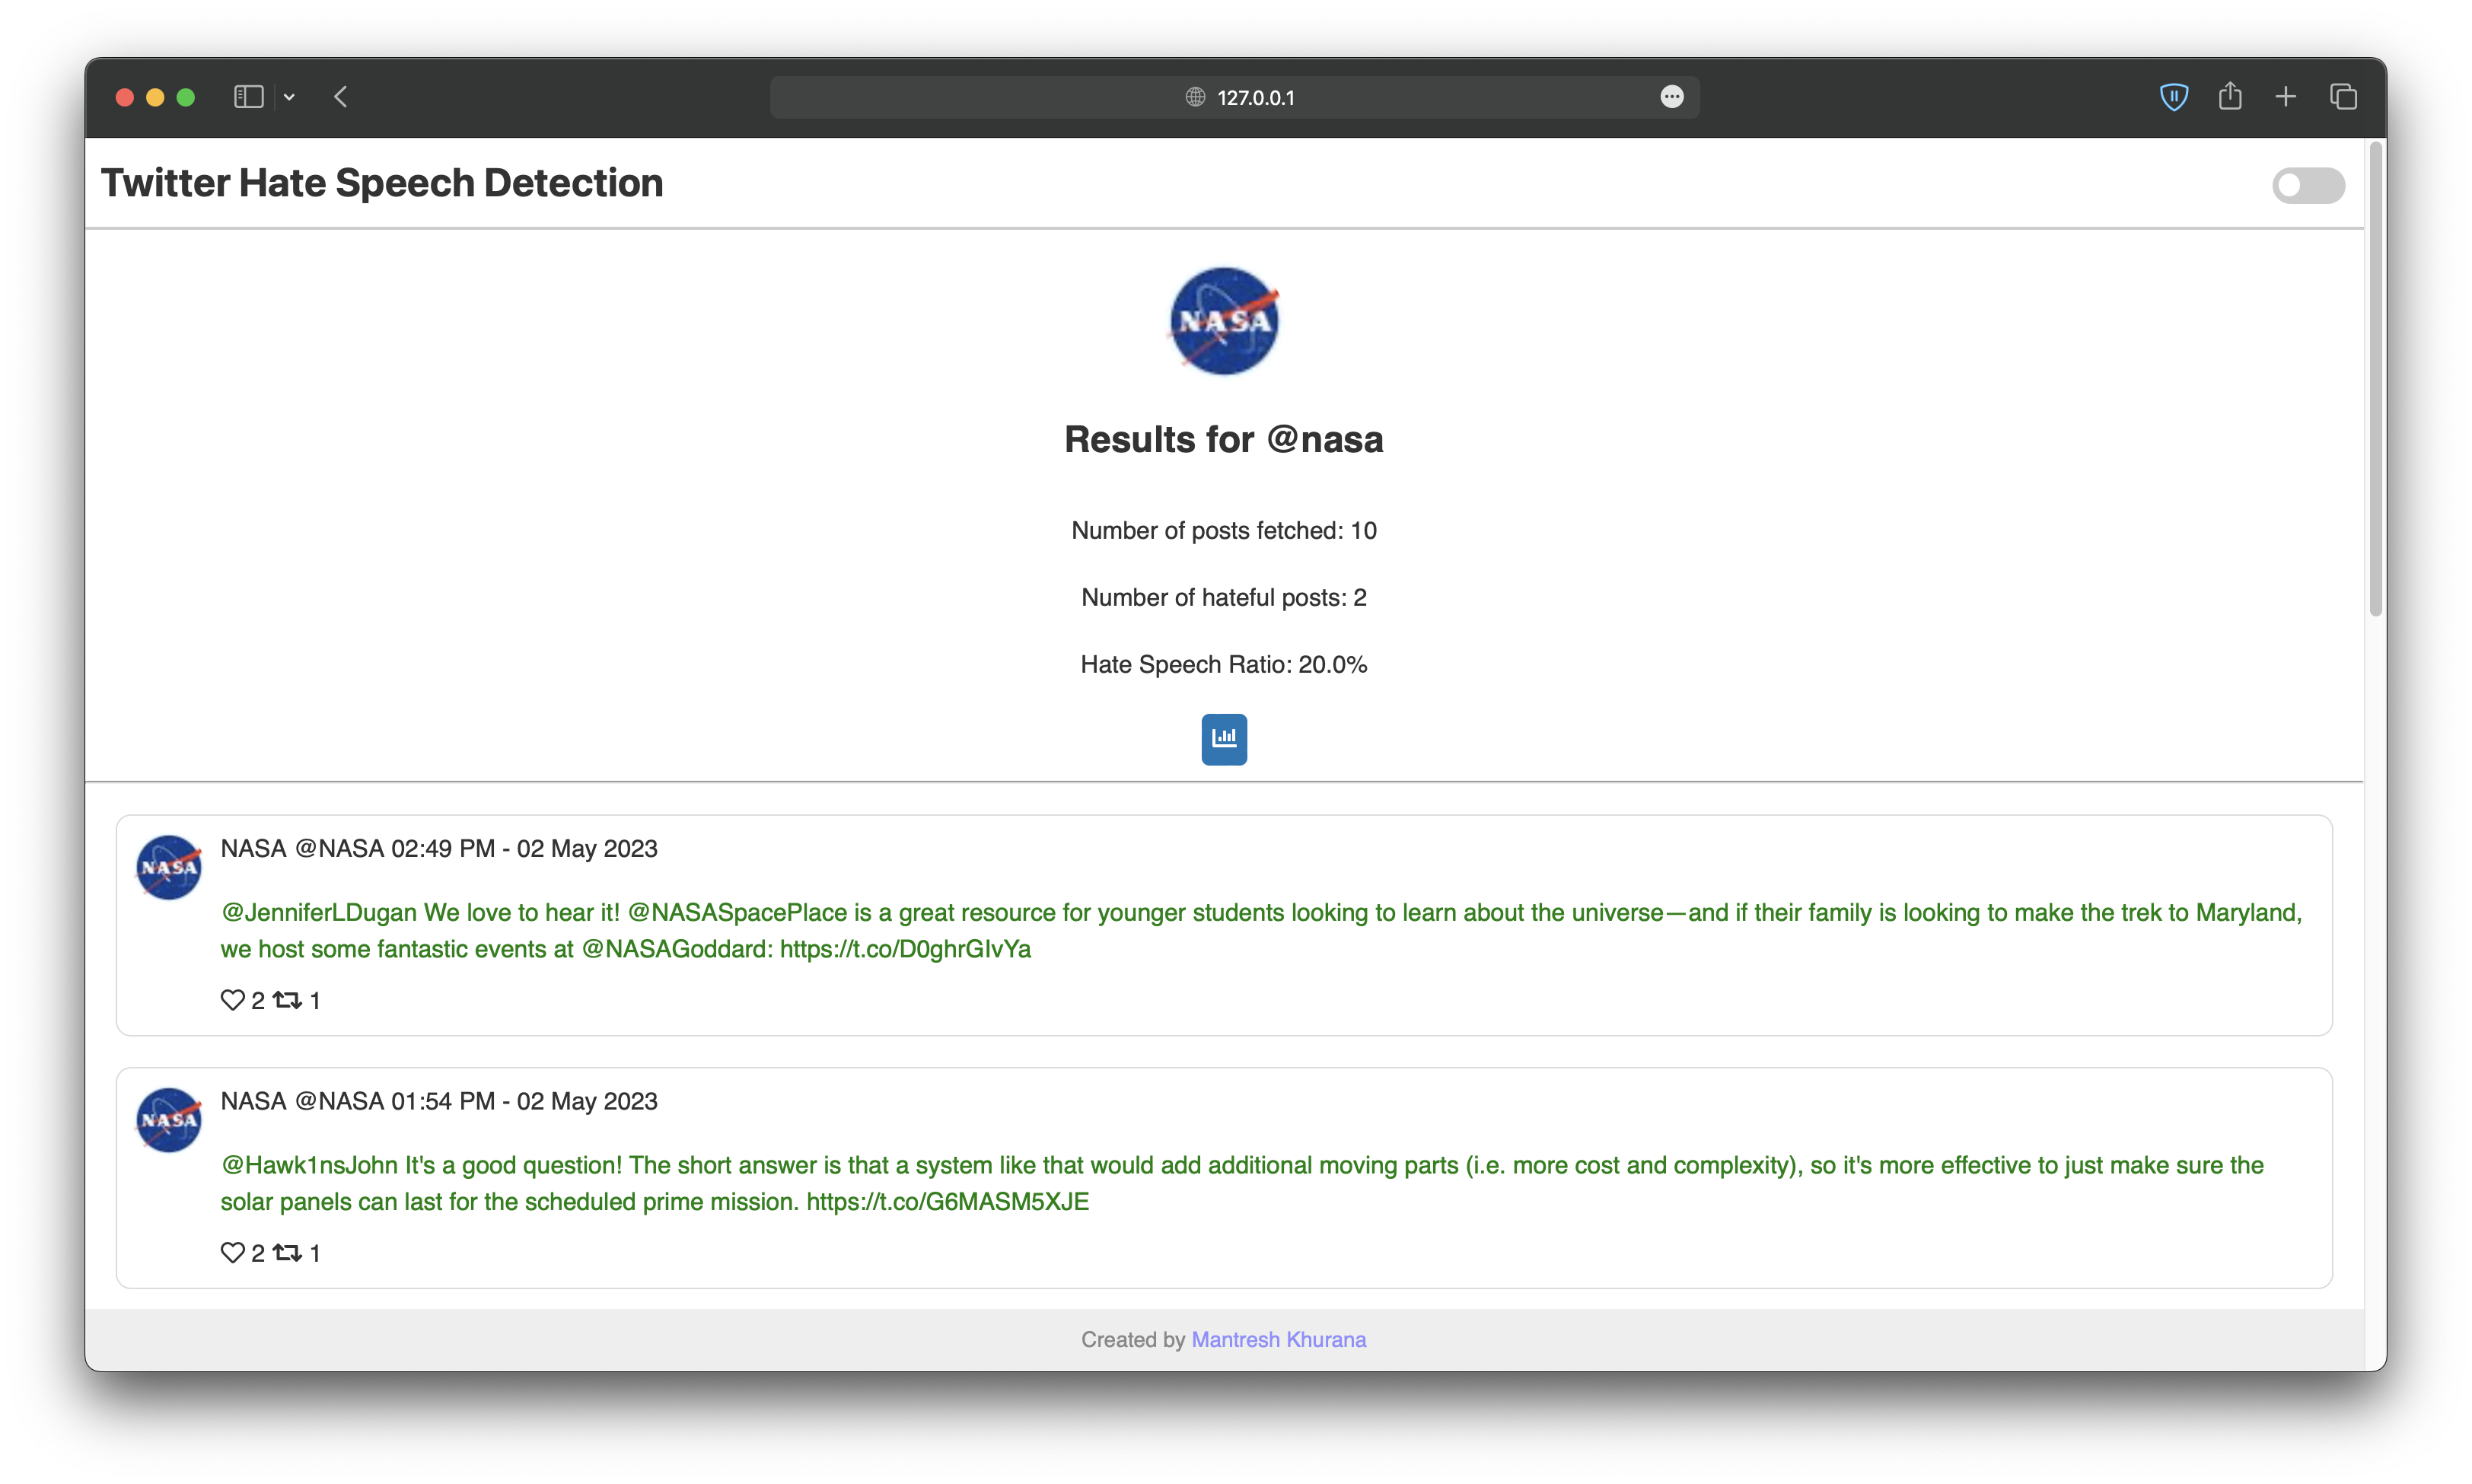 127.0.0.1
Twitter Hate Speech Detection
NASA
Results for @nasa
Number of posts fetched: 10
Number of hateful posts: 2
Hate Speech Ratio: 20.0%
NASA
NASA @NASA 02:49 PM - 02 May 2023
@JenniferLDugan We love to hear it! @NASASpacePlace is a great resource for younger students looking to learn about the universe—and if their family is looking to make the trek to Maryland,
we host some fantastic events at @NASAGoddard: https://t.co/D0ghrGIvYa
2 1
NASA
NASA @NASA 01:54 PM - 02 May 2023
@Hawk1nsJohn It's a good question! The short answer is that a system like that would add additional moving parts (i.e. more cost and complexity), so it's more effective to just make sure the
solar panels can last for the scheduled prime mission. https://t.co/G6MASM5XJE
2 1
Created by Mantresh Khurana